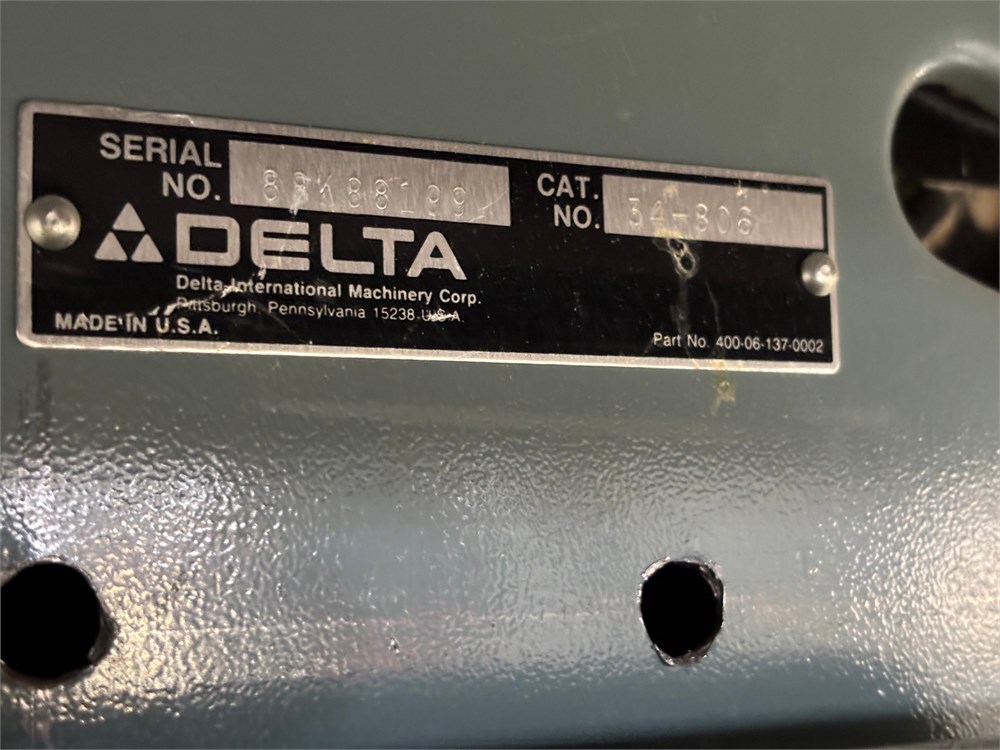 SERIAL
NO. 88K88199
CAT.
NO. 34-806
DELTA
Delta International Machinery Corp.
Pittsburgh, Pennsylvania 15238 U.S.A.
MADE IN U.S.A.
Part No. 400-06-137-0002